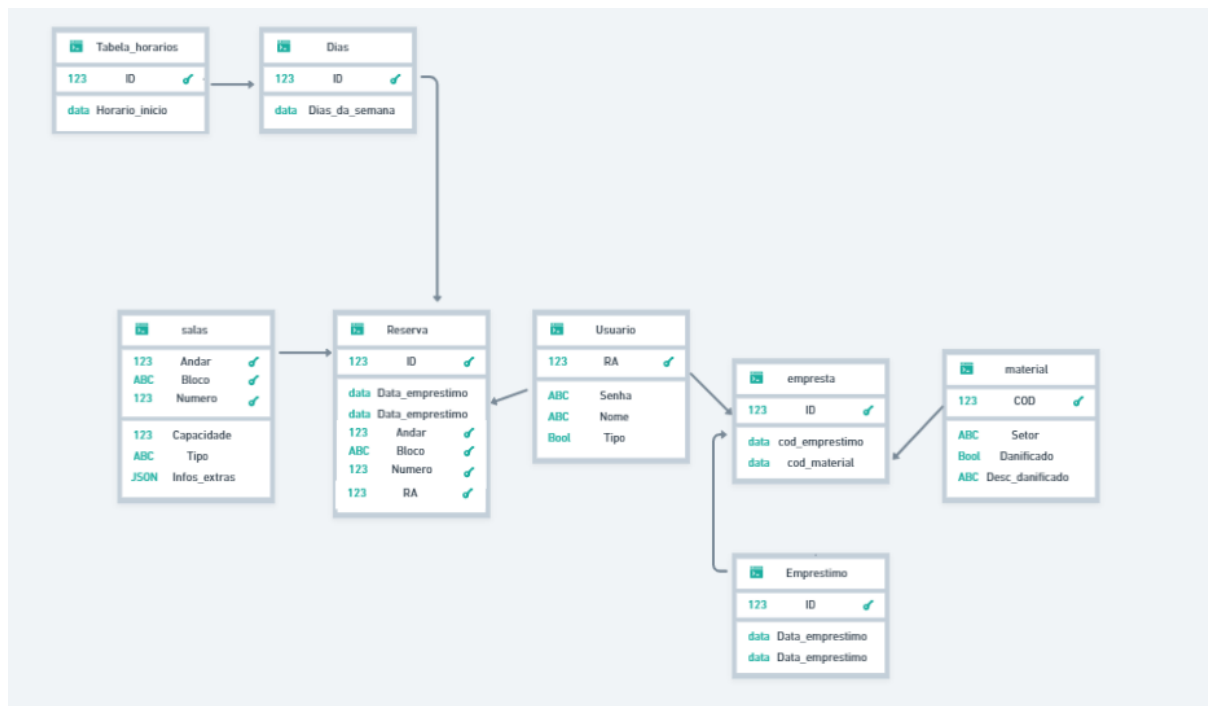 Tabela_horarios
123 ID
data Horario_inicio
Dias
123 ID
data Dias_da_semana
salas
123 Andar
ABC Bloco
123 Numero
123 Capacidade
ABC Tipo
JSON Infos_extras
Reserva
123 ID
data Data_emprestimo
data Data_emprestimo
123 Andar
ABC Bloco
123 Numero
123 RA
Usuario
123 RA
ABC Senha
ABC Nome
Bool Tipo
empresta
123 ID
data cod_emprestimo
data cod_material
material
123 COD
ABC Setor
Bool Danificado
ABC Desc_danificado
Emprestimo
123 ID
data Data_emprestimo
data Data_emprestimo